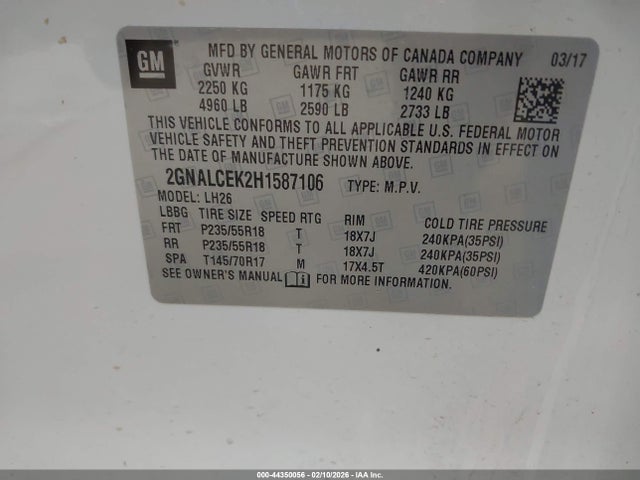 GM
MFD BY GENERAL MOTORS OF CANADA COMPANY 03/17
GVWR GAWR FRT GAWR RR
2250 KG 1175 KG 1240 KG
4960 LB 2590 LB 2733 LB
THIS VEHICLE CONFORMS TO ALL APPLICABLE U.S. FEDERAL MOTOR
VEHICLE SAFETY AND THEFT PREVENTION STANDARDS IN EFFECT ON
THE DATE OF MANUFACTURE SHOWN ABOVE.
2GNALCEK2H1587106 TYPE: M.P.V.
MODEL: LH26
LBBG TIRE SIZE SPEED RTG RIM COLD TIRE PRESSURE
FRT P235/55R18 T 18X7J 240KPA(35PSI)
RR P235/55R18 T 18X7J 240KPA(35PSI)
SPA T145/70R17 M 17X4.5T 420KPA(60PSI)
SEE OWNER'S MANUAL FOR MORE INFORMATION.
000-44350056 - 02/10/2026 - IAA Inc.